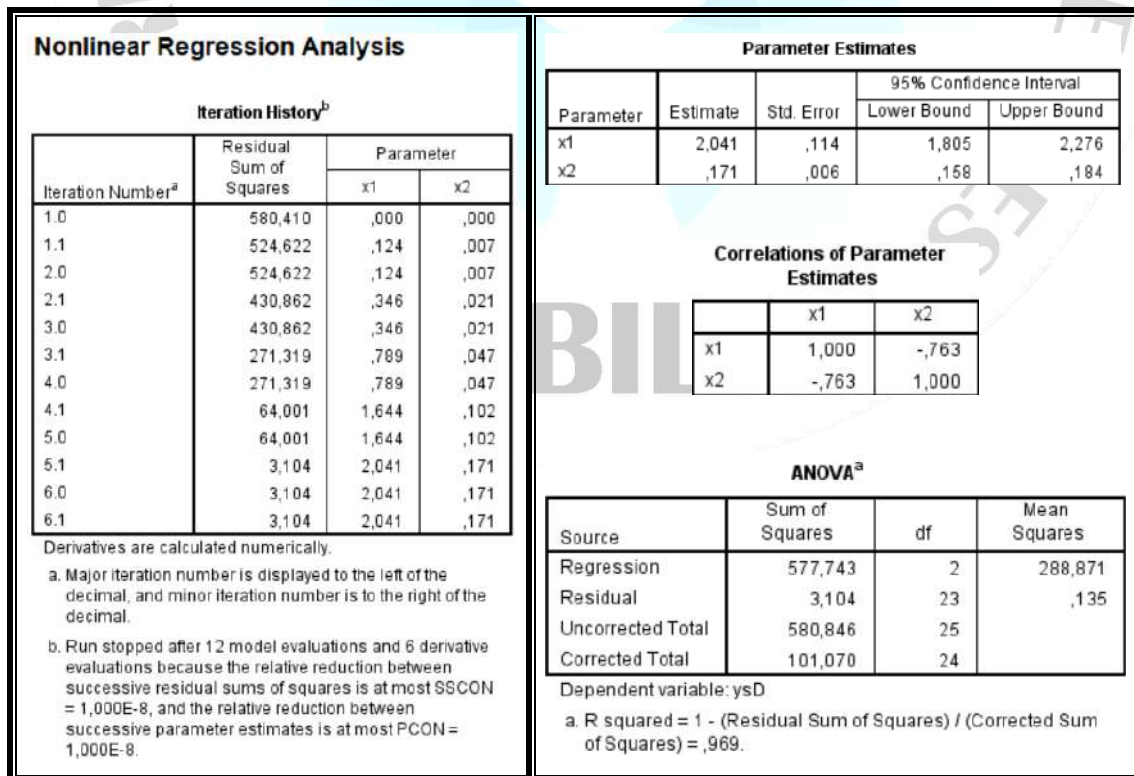 Nonlinear Regression Analysis
Iteration Historyᵇ
Iteration Numberᵃ
Residual Sum of Squares
Parameter
x1 x2
1.0 580,410 ,000 ,000
1.1 524,622 ,124 ,007
2.0 524,622 ,124 ,007
2.1 430,862 ,346 ,021
3.0 430,862 ,346 ,021
3.1 271,319 ,789 ,047
4.0 271,319 ,789 ,047
4.1 64,001 1,644 ,102
5.0 64,001 1,644 ,102
5.1 3,104 2,041 ,171
6.0 3,104 2,041 ,171
6.1 3,104 2,041 ,171
Derivatives are calculated numerically.
a. Major iteration number is displayed to the left of the
decimal, and minor iteration number is to the right of the
decimal.
b. Run stopped after 12 model evaluations and 6 derivative
evaluations because the relative reduction between
successive residual sums of squares is at most SSCON
= 1,000E-8, and the relative reduction between
successive parameter estimates is at most PCON =
1,000E-8.
Parameter Estimates
95% Confidence Interval
Parameter Estimate Std. Error Lower Bound Upper Bound
x1 2,041 ,114 1,805 2,276
x2 ,171 ,006 ,158 ,184
Correlations of Parameter
Estimates
x1 x2
x1 1,000 -,763
x2 -,763 1,000
ANOVAᵃ
Source
Sum of Squares
df
Mean Squares
Regression 577,743 2 288,871
Residual 3,104 23 ,135
Uncorrected Total 580,846 25
Corrected Total 101,070 24
Dependent variable: ysD
a. R squared = 1 - (Residual Sum of Squares) / (Corrected Sum
of Squares) = ,969.
BIL
ES